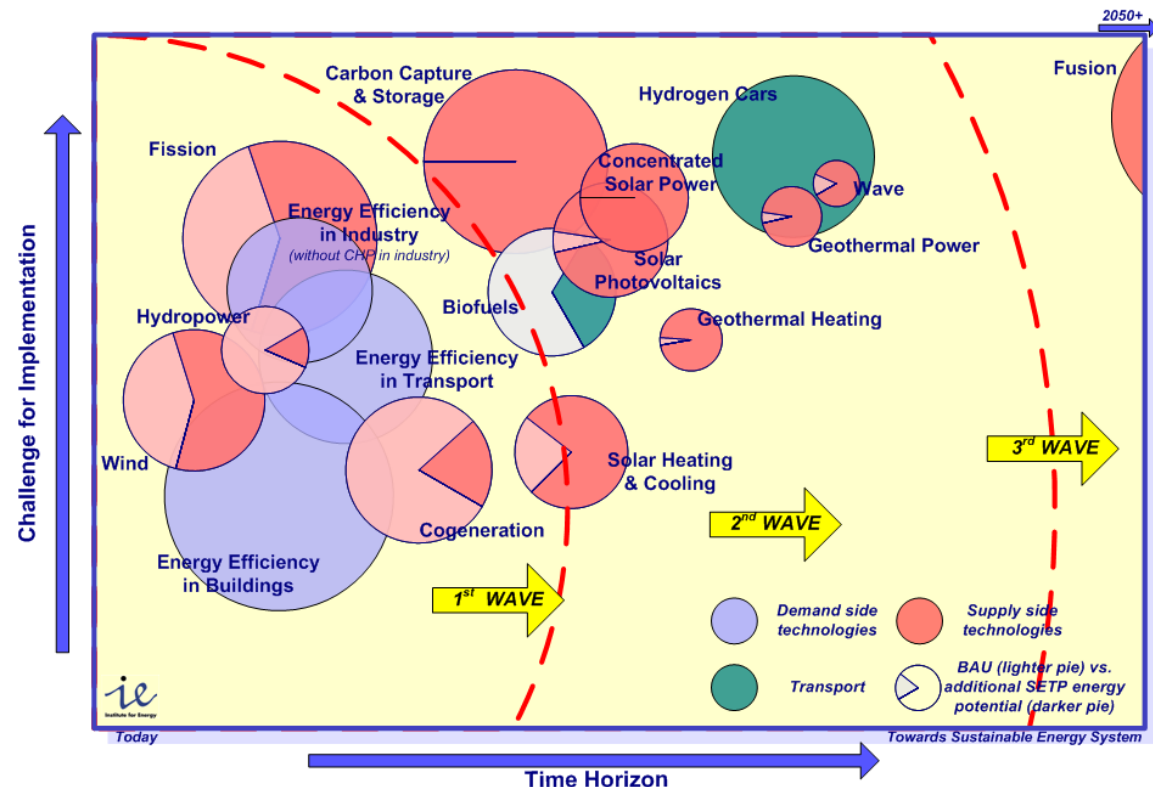 2050+
Fusion
Carbon Capture
& Storage
Hydrogen Cars
Fission
Concentrated
Solar Power
Wave
Energy Efficiency
in Industry
(without CHP in industry)
Geothermal Power
Solar
Photovoltaics
Biofuels
Hydropower
Geothermal Heating
Energy Efficiency
in Transport
Wind
Solar Heating
& Cooling
Cogeneration
Energy Efficiency
in Buildings
3rd WAVE
2nd WAVE
1st WAVE
Demand side
technologies
Supply side
technologies
Transport
BAU (lighter pie) vs.
additional SETP energy
potential (darker pie)
ie
Institute for Energy
Today
Towards Sustainable Energy System
Time Horizon
Challenge for Implementation